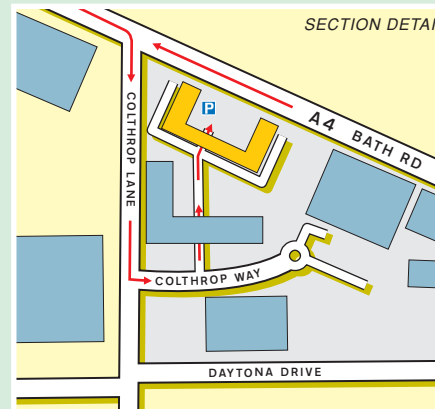 SECTION DETAI
P
A4 BATH RD
COLTHROP LANE
COLTHROP WAY
DAYTONA DRIVE